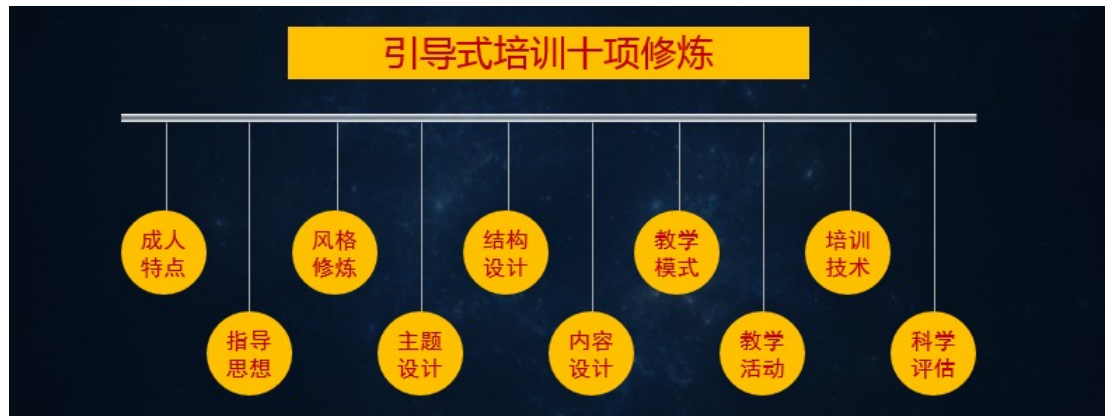 引导式培训十项修炼
成人
特点
指导
思想
风格
修炼
主题
设计
结构
设计
内容
设计
教学
模式
教学
活动
培训
技术
科学
评估